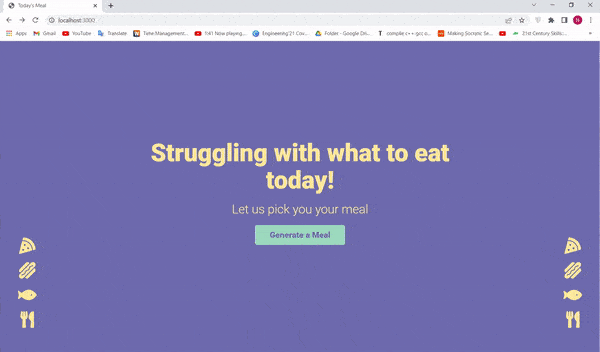 Today's Meal
localhost:3000
N
Apps
Gmail
YouTube
Translate
Time Management...
1:41 Now playing...
Engineering'21 Cov...
Folder - Google Dri...
compile c++ gcc o...
Making Socratic Se...
21st Century Skills:...
Struggling with what to eat
today!
Let us pick you your meal
Generate a Meal